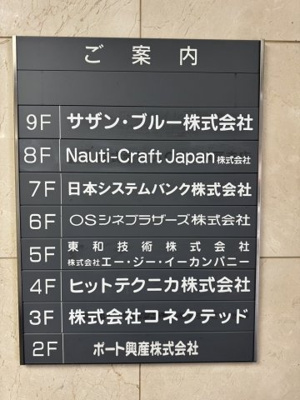 ご案内
9F サザン・ブルー株式会社
8F Nauti-Craft Japan 株式会社
7F 日本システムバンク株式会社
6F OSシネブラザーズ株式会社
5F 東和技術株式会社
株式会社エー・ジー・イーカンパニー
4F ヒットテクニカ株式会社
3F 株式会社コネクテッド
2F ポート興産株式会社